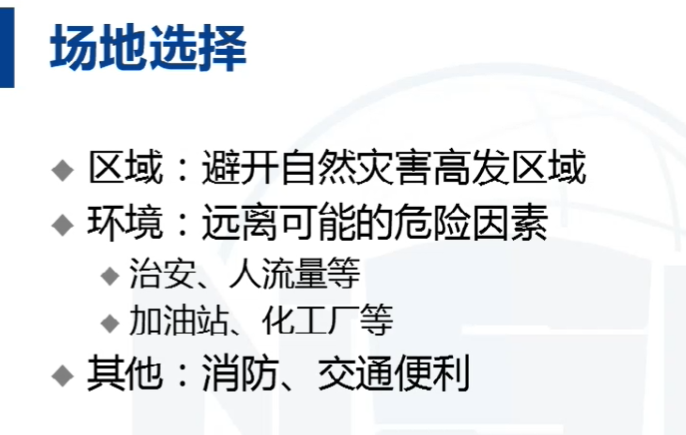 场地选择
区域：避开自然灾害高发区域
环境：远离可能的危险因素
治安、人流量等
加油站、化工厂等
其他：消防、交通便利